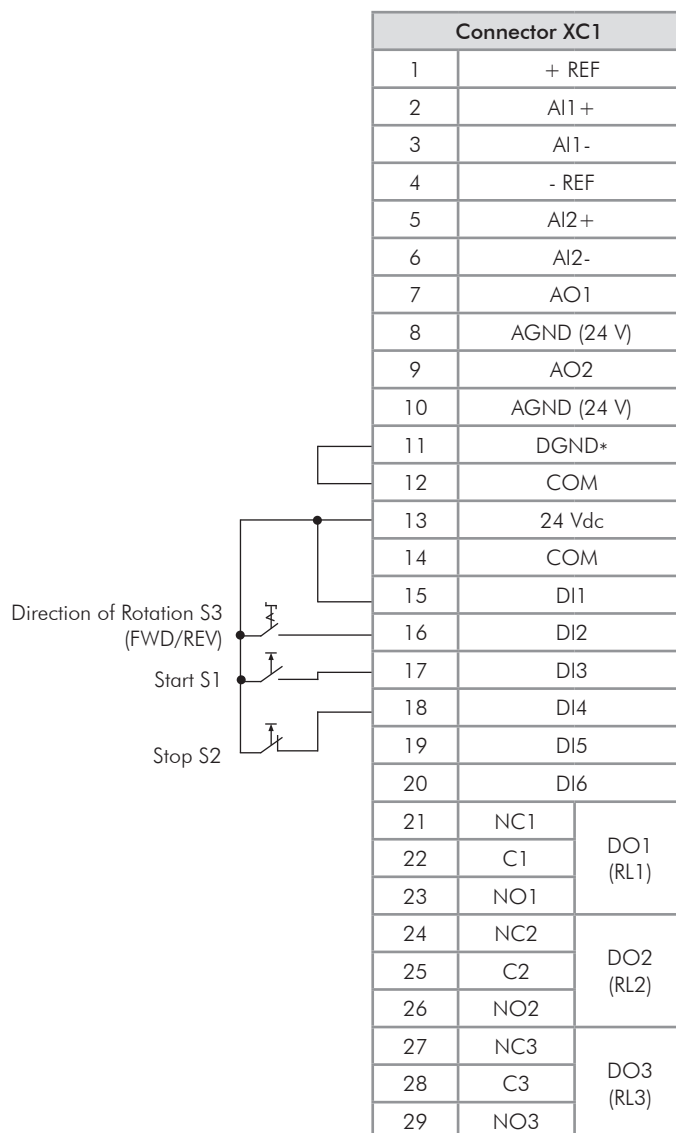 Connector XC1
1 + REF
2 AI1+
3 AI1-
4 - REF
5 AI2+
6 AI2-
7 AO1
8 AGND (24 V)
9 AO2
10 AGND (24 V)
11 DGND*
12 COM
13 24 Vdc
14 COM
15 DI1
16 DI2
17 DI3
18 DI4
19 DI5
20 DI6
21 NC1
22 C1
23 NO1
DO1
(RL1)
24 NC2
25 C2
26 NO2
DO2
(RL2)
27 NC3
28 C3
29 NO3
DO3
(RL3)
Direction of Rotation S3
(FWD/REV)
Start S1
Stop S2